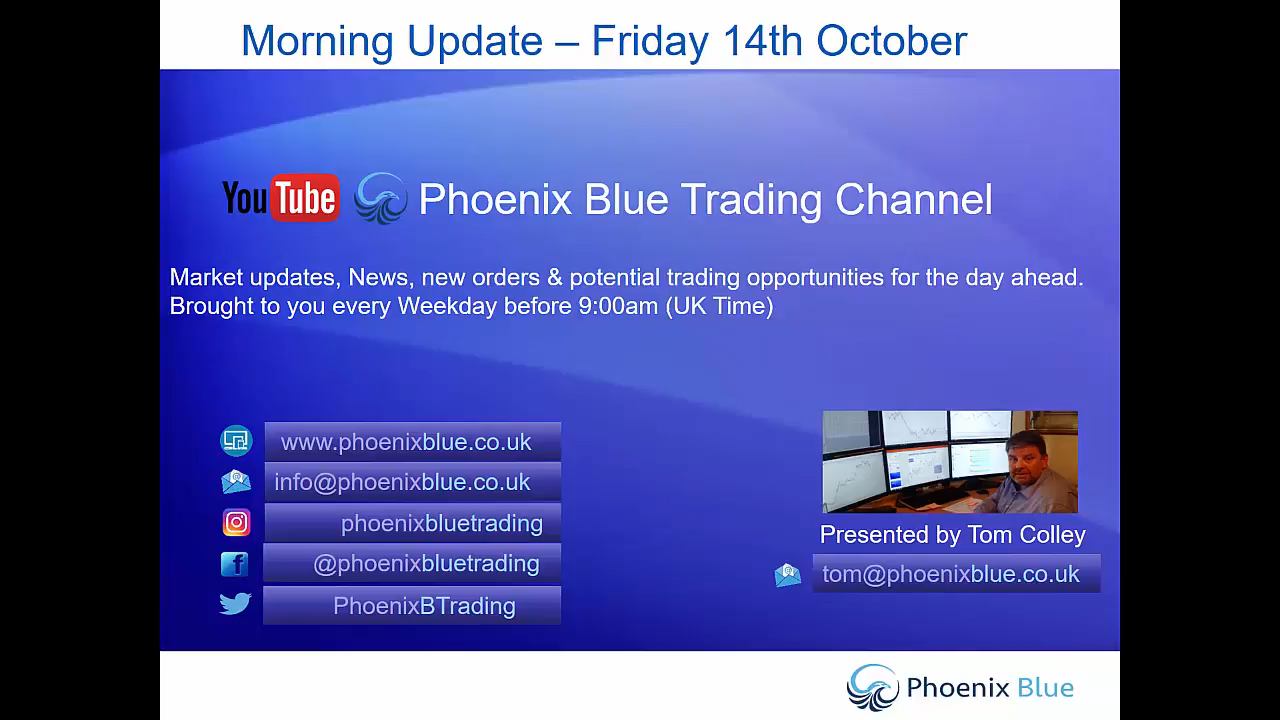 Morning Update – Friday 14th October
YouTube Phoenix Blue Trading Channel
Market updates, News, new orders & potential trading opportunities for the day ahead.
Brought to you every Weekday before 9:00am (UK Time)
www.phoenixblue.co.uk
info@phoenixblue.co.uk
phoenixbluetrading
@phoenixbluetrading
PhoenixBTrading
Presented by Tom Colley
tom@phoenixblue.co.uk
Phoenix Blue